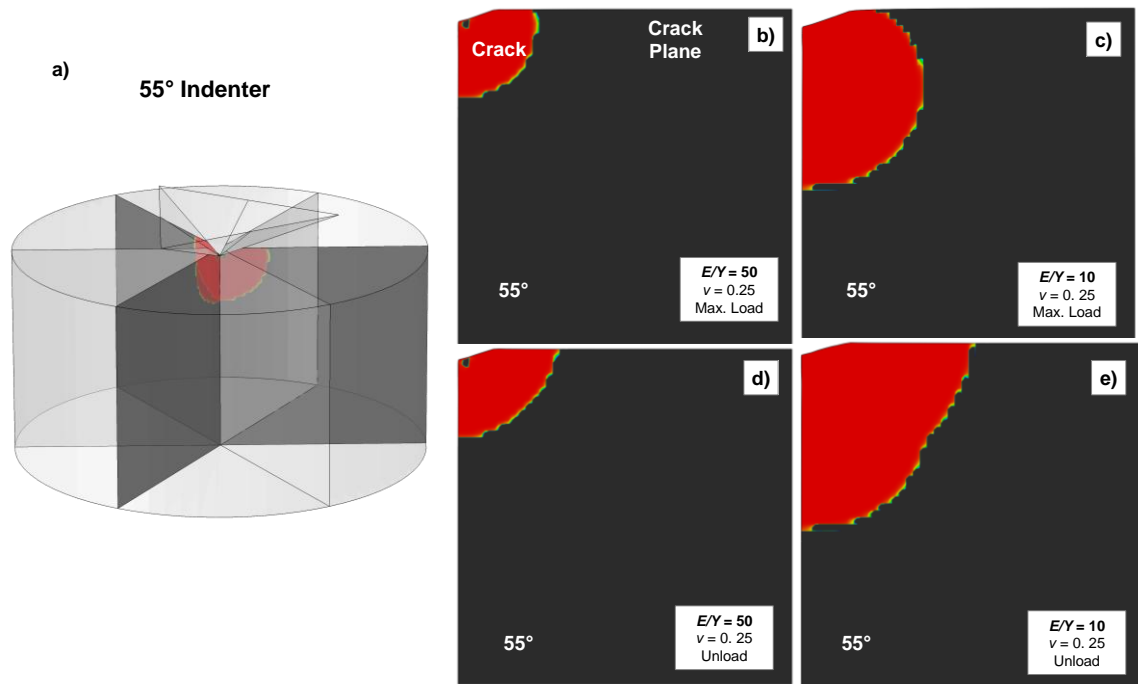 a)
55° Indenter
Crack
Crack
Plane
b)
55°
E/Y = 50
v = 0.25
Max. Load
c)
55°
E/Y = 10
v = 0. 25
Max. Load
d)
55°
E/Y = 50
v = 0. 25
Unload
e)
55°
E/Y = 10
v = 0. 25
Unload